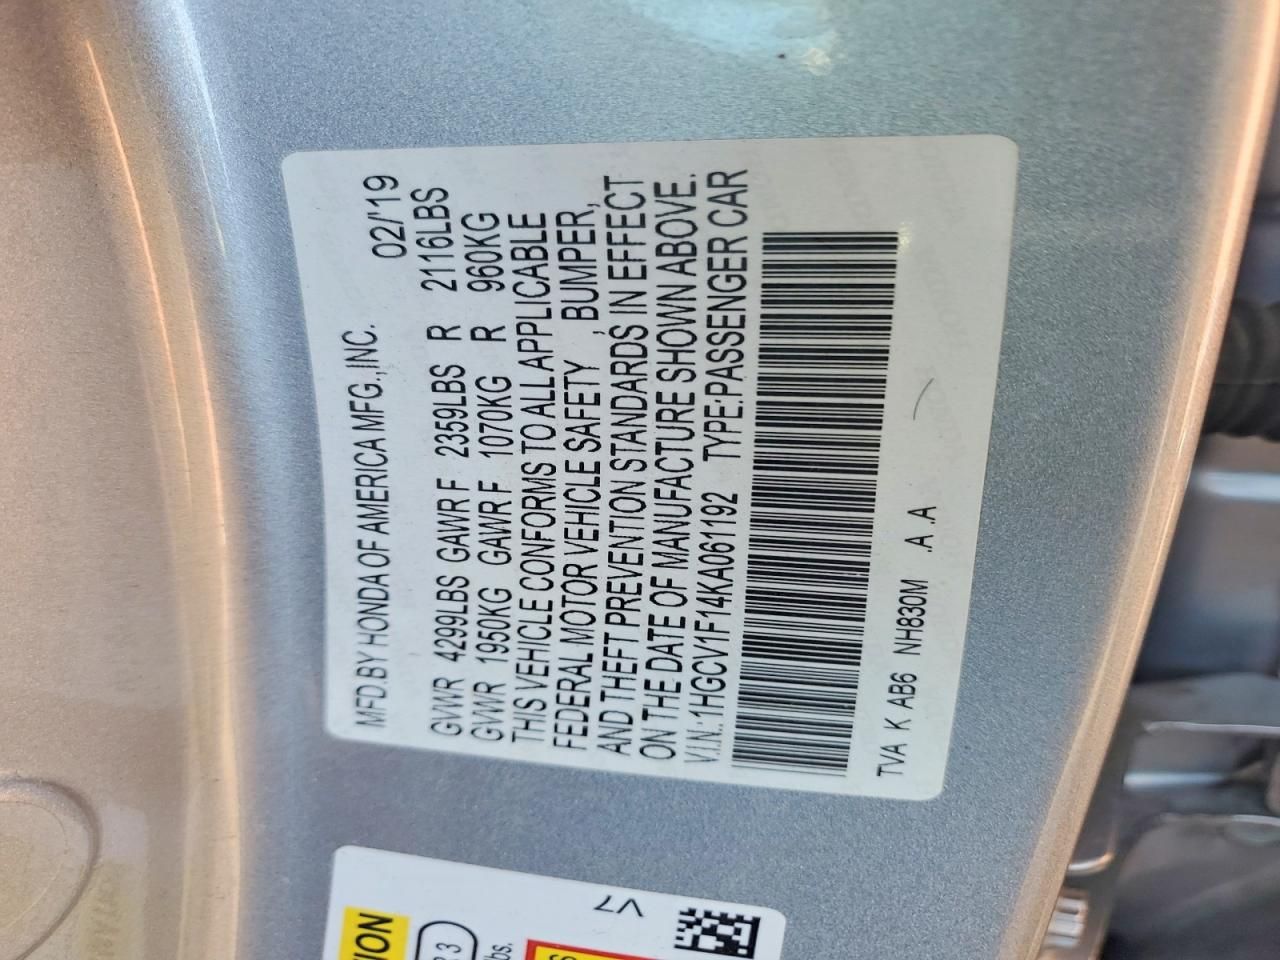 MFD.BY HONDA OF AMERICA MFG.,INC. 02/'19
GVWR 4299LBS GAWR F 2359LBS R 2116LBS
GVWR 1950KG GAWR F 1070KG R 960KG
THIS VEHICLE CONFORMS TO ALL APPLICABLE
FEDERAL MOTOR VEHICLE SAFETY , BUMPER,
AND THEFT PREVENTION STANDARDS IN EFFECT
ON THE DATE OF MANUFACTURE SHOWN ABOVE.
V.I.N.:1HGCV1F14KA061192 TYPE:PASSENGER CAR
TVA K AB6 NH830M .A .A
V7